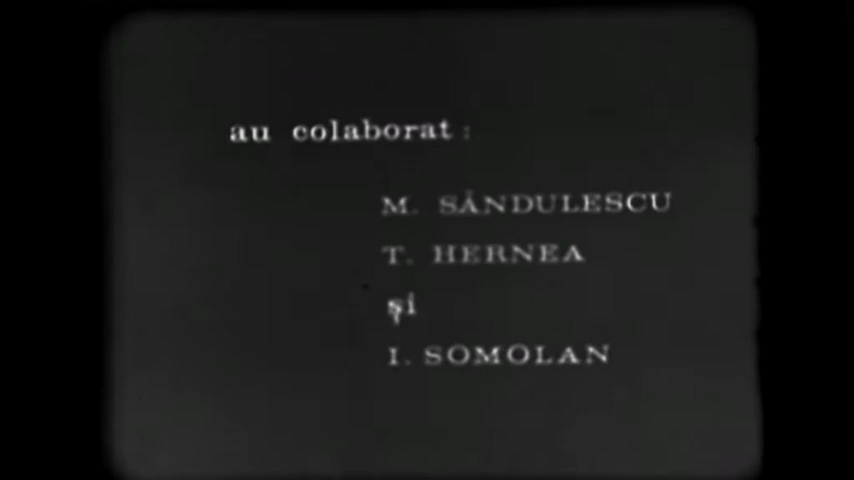 au colaborat:
M. SÂNDULESCU
T. HERNEA
și
I. SOMOLAN